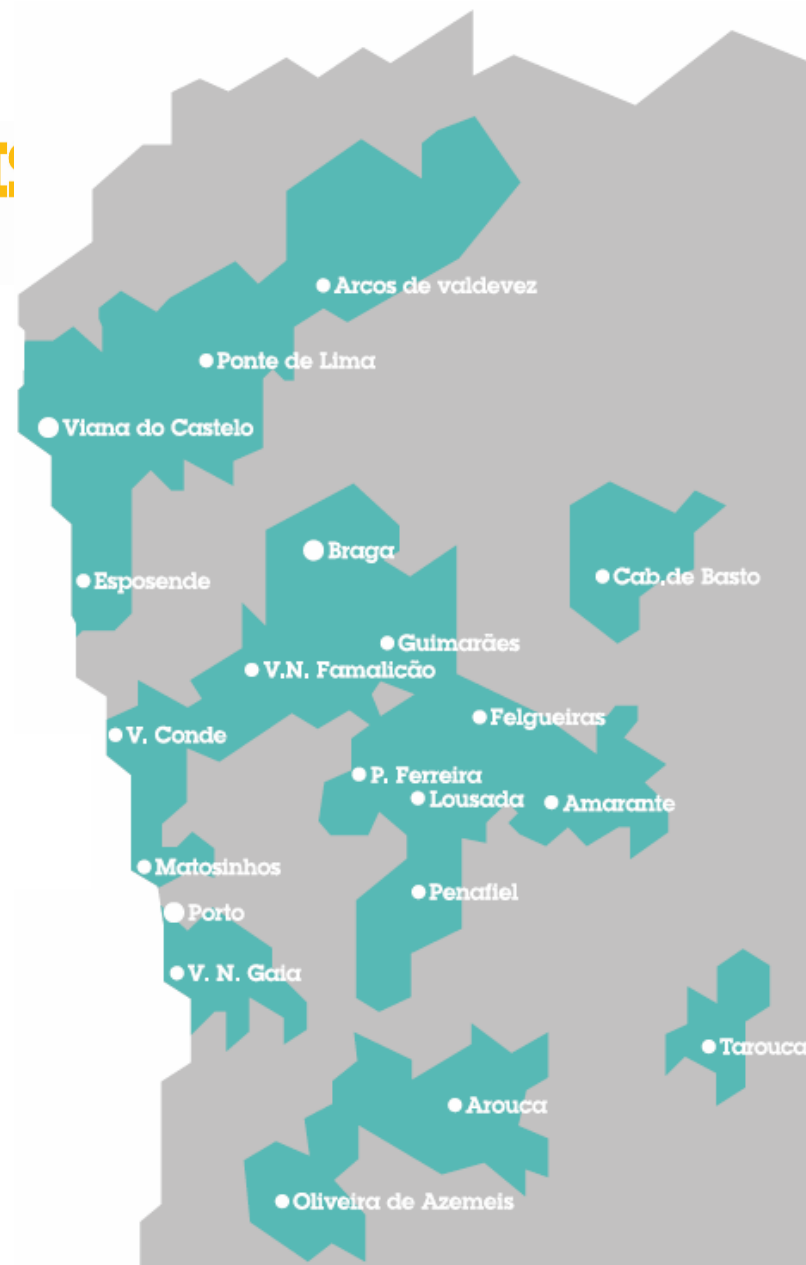 Arcos de valdevez
Ponte de Lima
Viana do Castelo
Braga
Cab.de Basto
Esposende
Guimarães
V.N. Famalicão
Felgueiras
V. Conde
P. Ferreira
Lousada
Amarante
Matosinhos
Penafiel
Porto
V. N. Gaia
Tarouca
Arouca
Oliveira de Azemeis